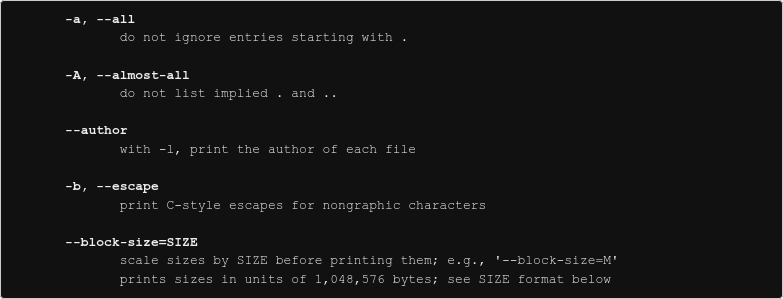 -a, --all
do not ignore entries starting with .
-A, --almost-all
do not list implied . and ..
--author
with -l, print the author of each file
-b, --escape
print C-style escapes for nongraphic characters
--block-size=SIZE
scale sizes by SIZE before printing them; e.g., '--block-size=M'
prints sizes in units of 1,048,576 bytes; see SIZE format below